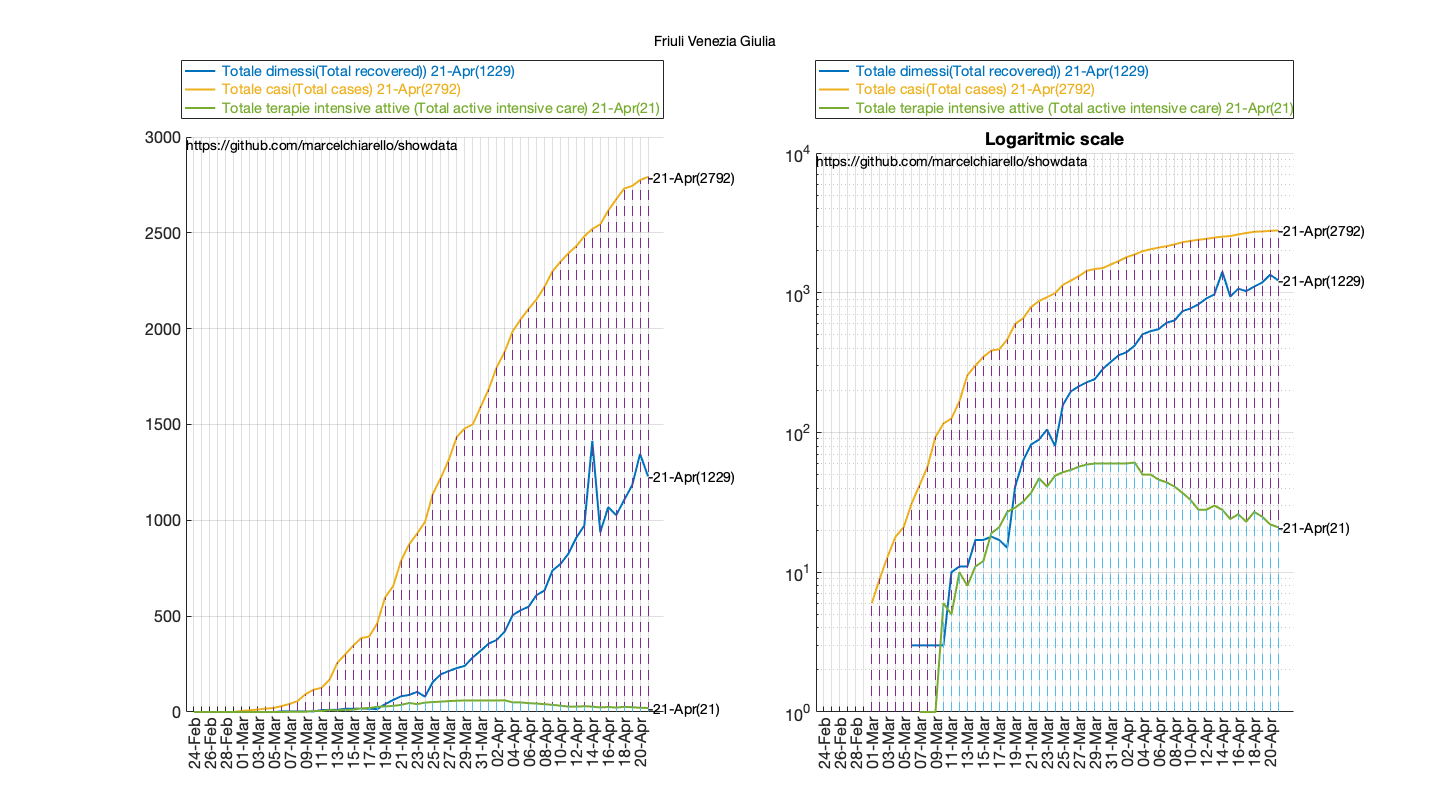 Friuli Venezia Giulia
Totale dimessi(Total recovered)) 21-Apr(1229)
Totale casi(Total cases) 21-Apr(2792)
Totale terapie intensive attive (Total active intensive care) 21-Apr(21)
https://github.com/marcelchiarello/showdata
3000
2500
2000
1500
1000
500
0
-21-Apr(2792)
-21-Apr(1229)
-21-Apr(21)
24-Feb
26-Feb
28-Feb
01-Mar
03-Mar
05-Mar
07-Mar
09-Mar
11-Mar
13-Mar
15-Mar
17-Mar
19-Mar
21-Mar
23-Mar
25-Mar
27-Mar
29-Mar
31-Mar
02-Apr
04-Apr
06-Apr
08-Apr
10-Apr
12-Apr
14-Apr
16-Apr
18-Apr
20-Apr
Totale dimessi(Total recovered)) 21-Apr(1229)
Totale casi(Total cases) 21-Apr(2792)
Totale terapie intensive attive (Total active intensive care) 21-Apr(21)
Logaritmic scale
https://github.com/marcelchiarello/showdata
10^4
10^3
10^2
10^1
10^0
-21-Apr(2792)
-21-Apr(1229)
-21-Apr(21)
24-Feb
26-Feb
28-Feb
01-Mar
03-Mar
05-Mar
07-Mar
09-Mar
11-Mar
13-Mar
15-Mar
17-Mar
19-Mar
21-Mar
23-Mar
25-Mar
27-Mar
29-Mar
31-Mar
02-Apr
04-Apr
06-Apr
08-Apr
10-Apr
12-Apr
14-Apr
16-Apr
18-Apr
20-Apr